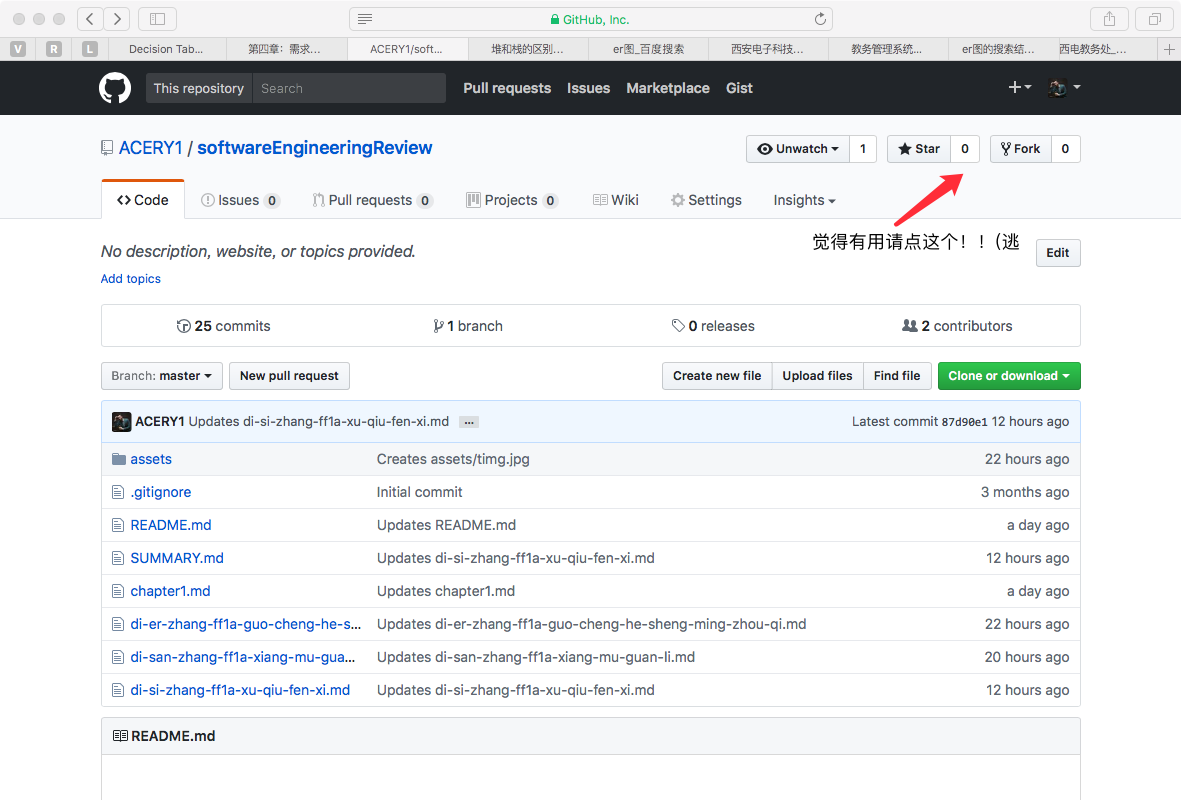 GitHub, Inc.
V R L Decision Tab... 第四章：需求... ACERY1/soft... 堆和栈的区别... er图_百度搜索 西安电子科技... 教务管理系统... er图的搜索结... 西电教务处_...
This repository Search Pull requests Issues Marketplace Gist
ACERY1 / softwareEngineeringReview Unwatch 1 Star 0 Fork 0
Code Issues 0 Pull requests 0 Projects 0 Wiki Settings Insights
觉得有用请点这个！！(逃
No description, website, or topics provided. Edit
Add topics
25 commits 1 branch 0 releases 2 contributors
Branch: master New pull request Create new file Upload files Find file Clone or download
ACERY1 Updates di-si-zhang-ff1a-xu-qiu-fen-xi.md ... Latest commit 87d90e1 12 hours ago
assets Creates assets/timg.jpg 22 hours ago
.gitignore Initial commit 3 months ago
README.md Updates README.md a day ago
SUMMARY.md Updates di-si-zhang-ff1a-xu-qiu-fen-xi.md 12 hours ago
chapter1.md Updates chapter1.md a day ago
di-er-zhang-ff1a-guo-cheng-he-s... Updates di-er-zhang-ff1a-guo-cheng-he-sheng-ming-zhou-qi.md 22 hours ago
di-san-zhang-ff1a-xiang-mu-gua... Updates di-san-zhang-ff1a-xiang-mu-guan-li.md 20 hours ago
di-si-zhang-ff1a-xu-qiu-fen-xi.md Updates di-si-zhang-ff1a-xu-qiu-fen-xi.md 12 hours ago
README.md